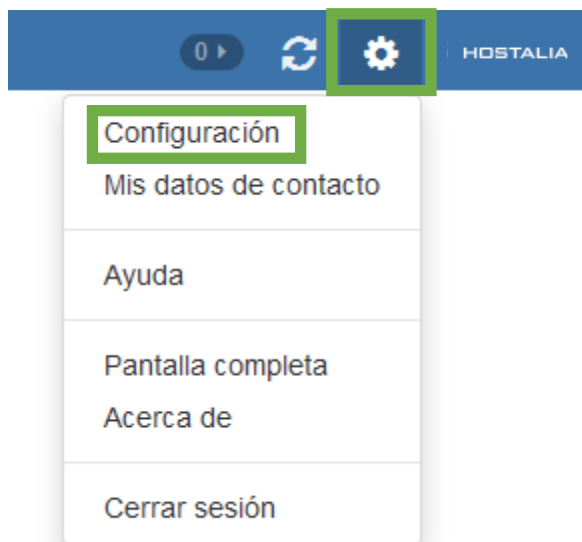 0
HOSTALIA
Configuración
Mis datos de contacto
Ayuda
Pantalla completa
Acerca de
Cerrar sesión